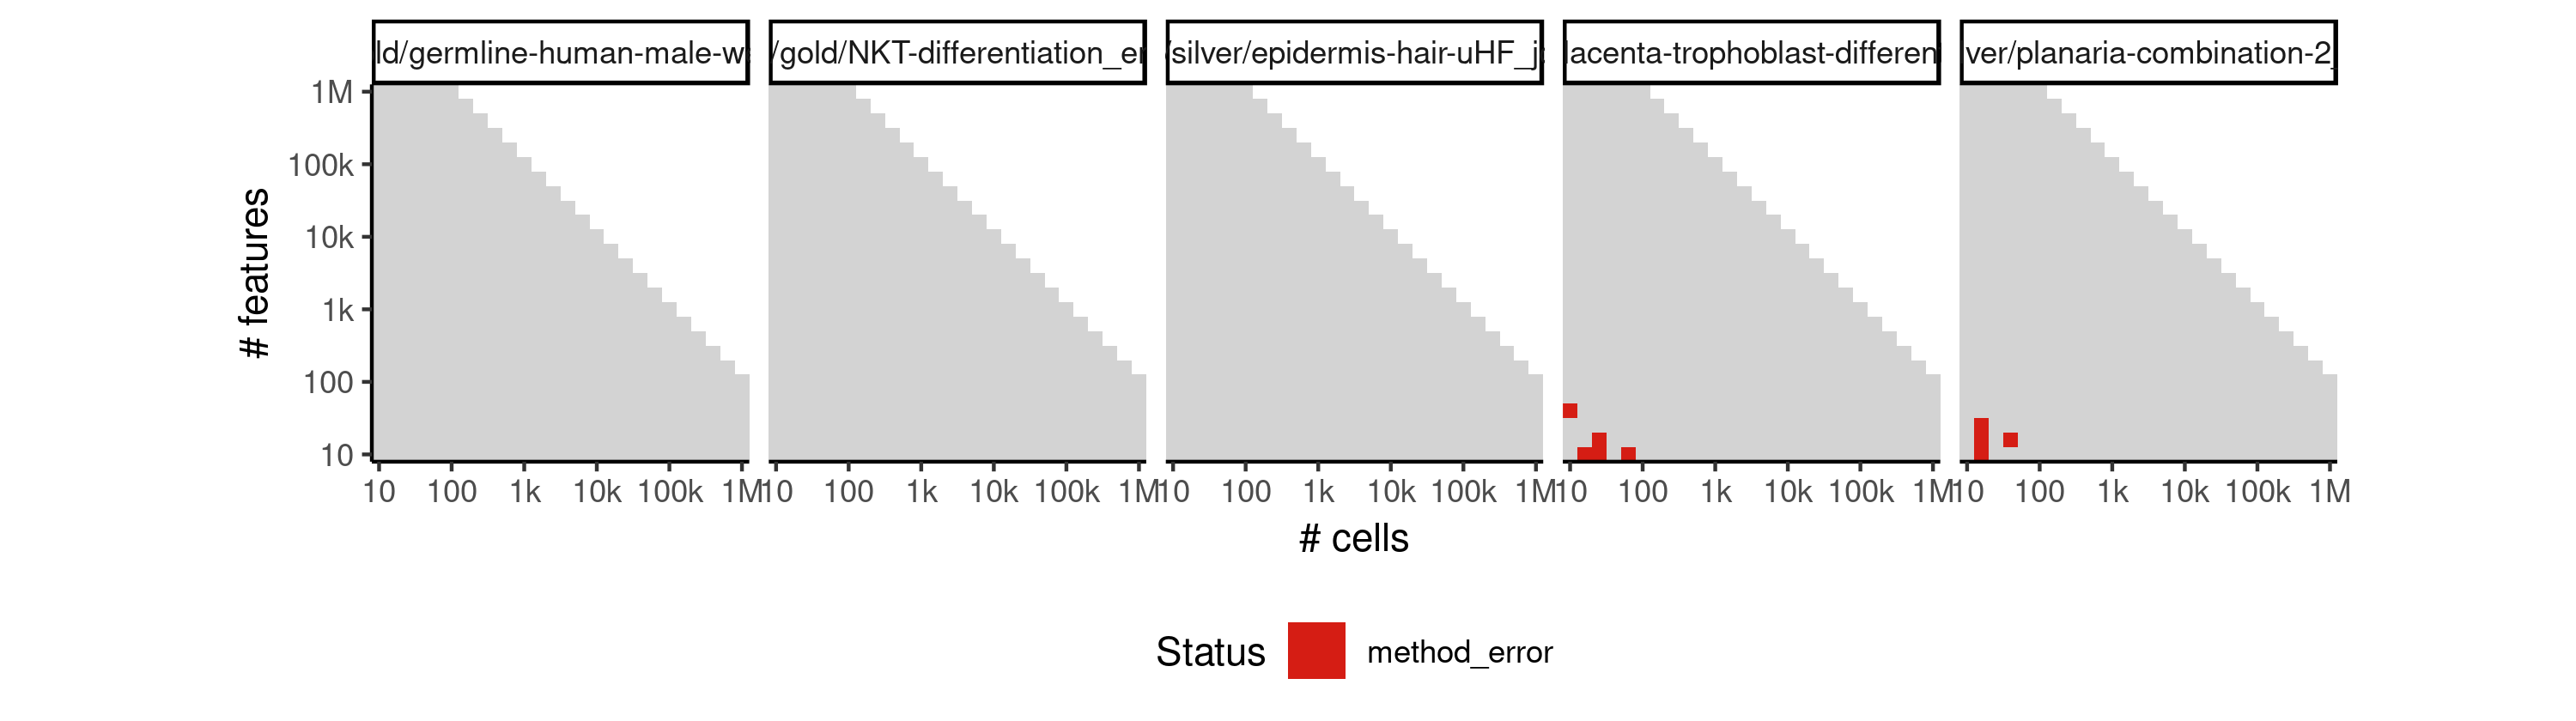 ld/germline-human-male-w
/gold/NKT-differentiation_er
/silver/epidermis-hair-uHF_j
lacenta-trophoblast-differen
ver/planaria-combination-2
# features
1M
100k
10k
1k
100
10
10 100 1k 10k 100k 1M
10 100 1k 10k 100k 1M
10 100 1k 10k 100k 1M
10 100 1k 10k 100k 1M
10 100 1k 10k 100k 1M
# cells
Status method_error